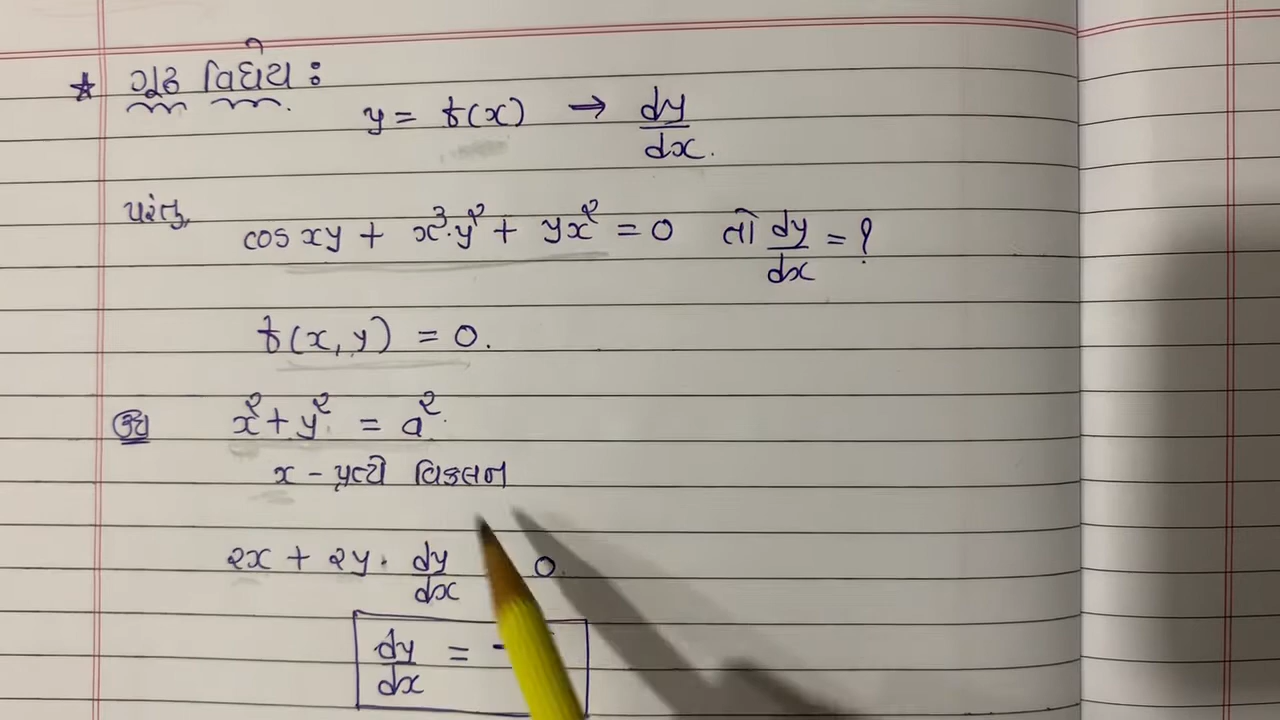 ★ ગૂઢ વિધેય :
y = f(x) → dy/dx.
પરંતુ,
cos xy + x³·y² + yx² = 0 તો dy/dx = ?
f(x, y) = 0.
x² + y² = a².
x - પ્રત્યે વિકલન
2x + 2y · dy/dx 0.
dy/dx = -